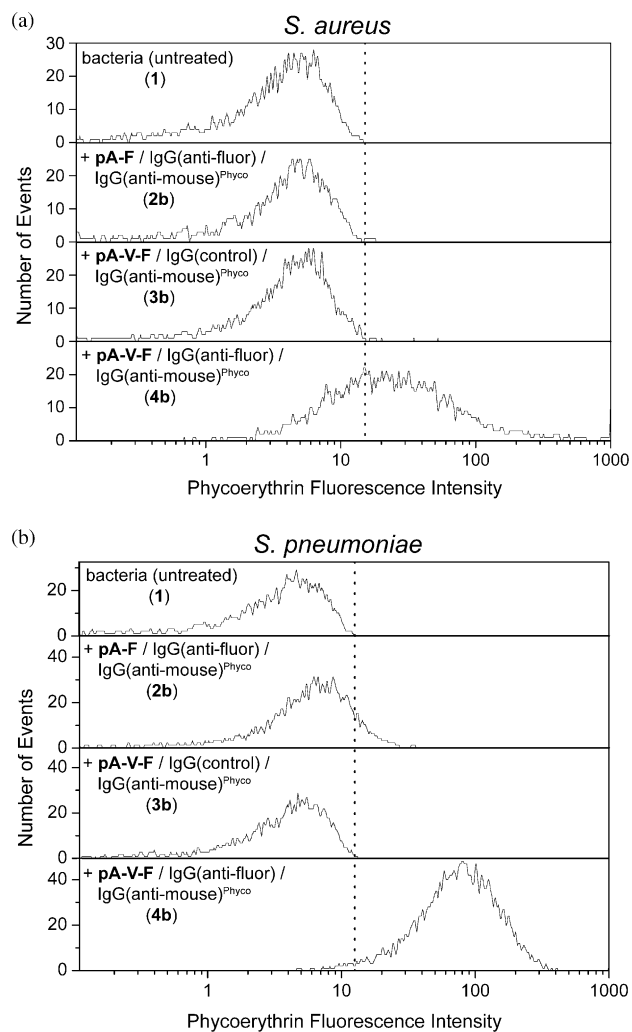 (a)
S. aureus
30
20
10
0
bacteria (untreated)
(1)
20
10
0
+ pA-F / IgG(anti-fluor) /
IgG(anti-mouse)Phyco
(2b)
20
10
0
+ pA-V-F / IgG(control) /
IgG(anti-mouse)Phyco
(3b)
20
10
0
+ pA-V-F / IgG(anti-fluor) /
IgG(anti-mouse)Phyco
(4b)
Number of Events
1 10 100 1000
Phycoerythrin Fluorescence Intensity
(b)
S. pneumoniae
20
0
bacteria (untreated)
(1)
40
20
0
+ pA-F / IgG(anti-fluor) /
IgG(anti-mouse)Phyco
(2b)
40
20
0
+ pA-V-F / IgG(control) /
IgG(anti-mouse)Phyco
(3b)
40
20
0
+ pA-V-F / IgG(anti-fluor) /
IgG(anti-mouse)Phyco
(4b)
Number of Events
1 10 100 1000
Phycoerythrin Fluorescence Intensity